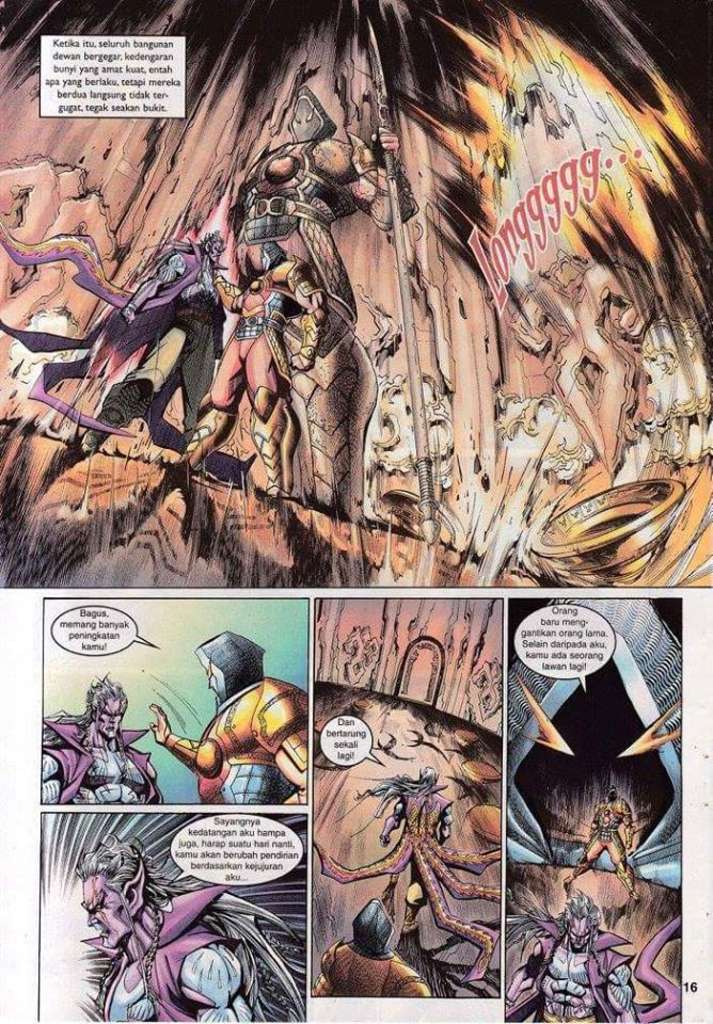 Ketika itu, seluruh bangunan
dewan bergegar, kedengaran
bunyi yang amat kuat, entah
apa yang berlaku, tetapi mereka
berdua langsung tidak ter-
gugat, tegak seakan bukit.
Longgggg...
Bagus,
memang banyak
peningkatan
kamu!
Sayangnya
kedatangan aku hampa
juga, harap suatu hari nanti,
kamu akan berubah pendirian
berdasarkan kejujuran
aku...
Dan
bertarung
sekali
lagi!
Orang
baru meng-
gantikan orang lama.
Selain daripada aku,
kamu ada seorang
lawan lagi!
16